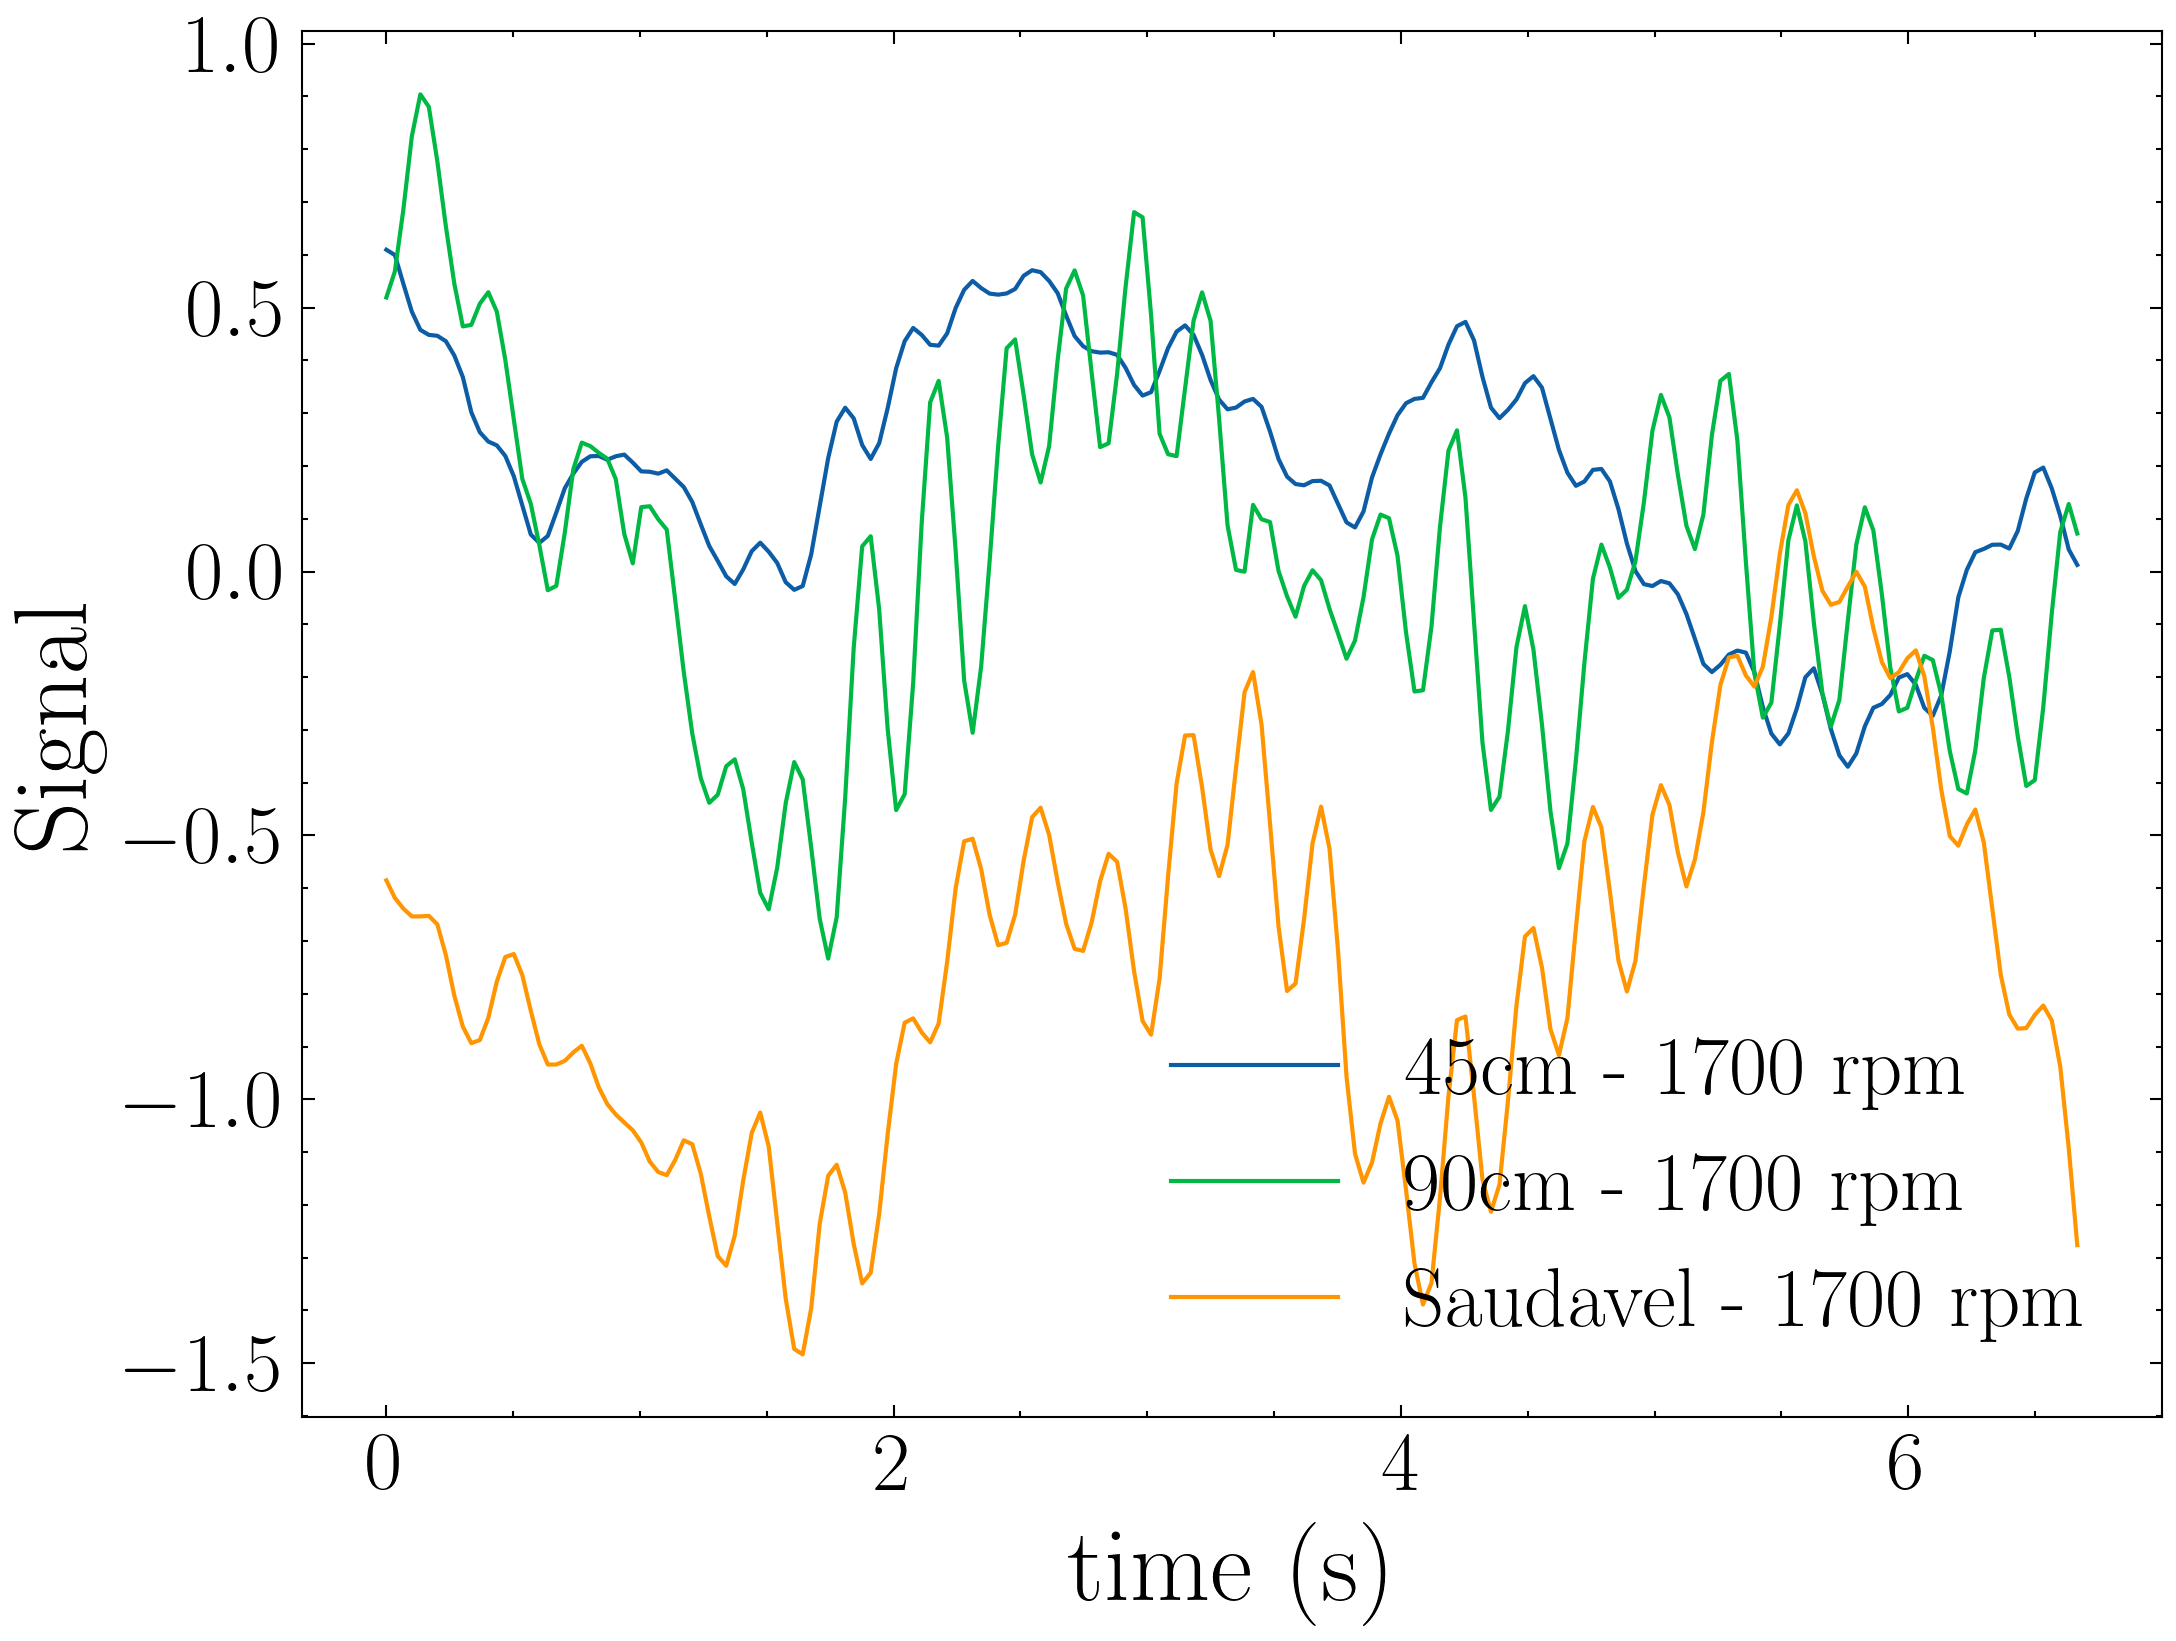 1.0
0.5
0.0
−0.5
−1.0
−1.5
Signal
45cm - 1700 rpm
90cm - 1700 rpm
Saudavel - 1700 rpm
0 2 4 6
time (s)